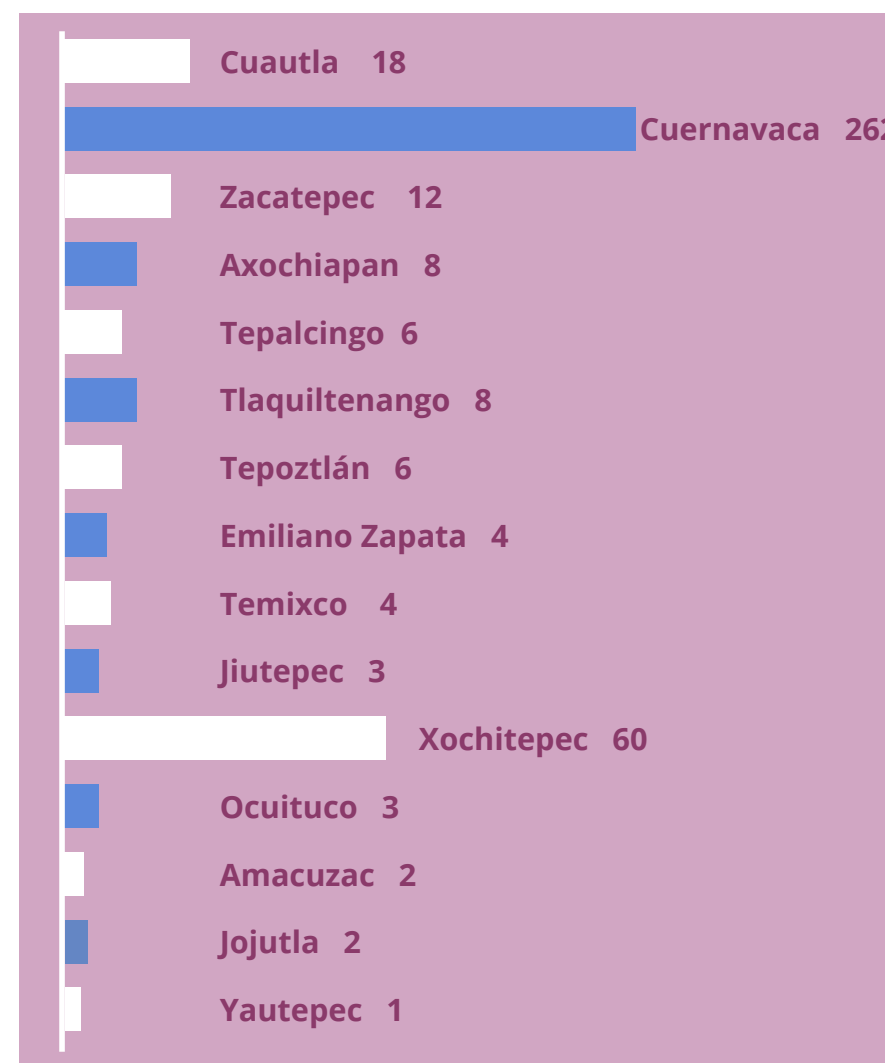 Cuautla 18
Cuernavaca 262
Zacatepec 12
Axochiapan 8
Tepalcingo 6
Tlaquiltenango 8
Tepoztlán 6
Emiliano Zapata 4
Temixco 4
Jiutepec 3
Xochitepec 60
Ocuituco 3
Amacuzac 2
Jojutla 2
Yautepec 1